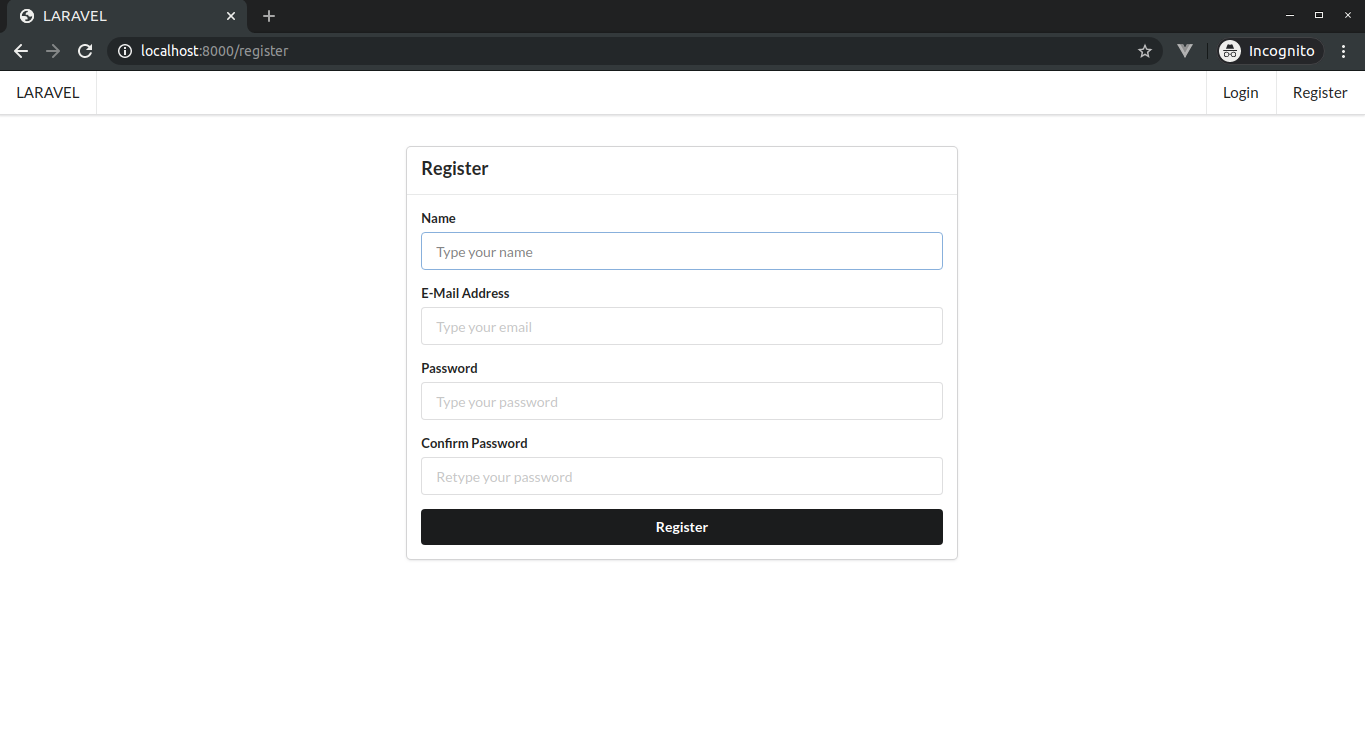 LARAVEL
localhost:8000/register
Incognito
LARAVEL
Login
Register
Register
Name
Type your name
E-Mail Address
Type your email
Password
Type your password
Confirm Password
Retype your password
Register